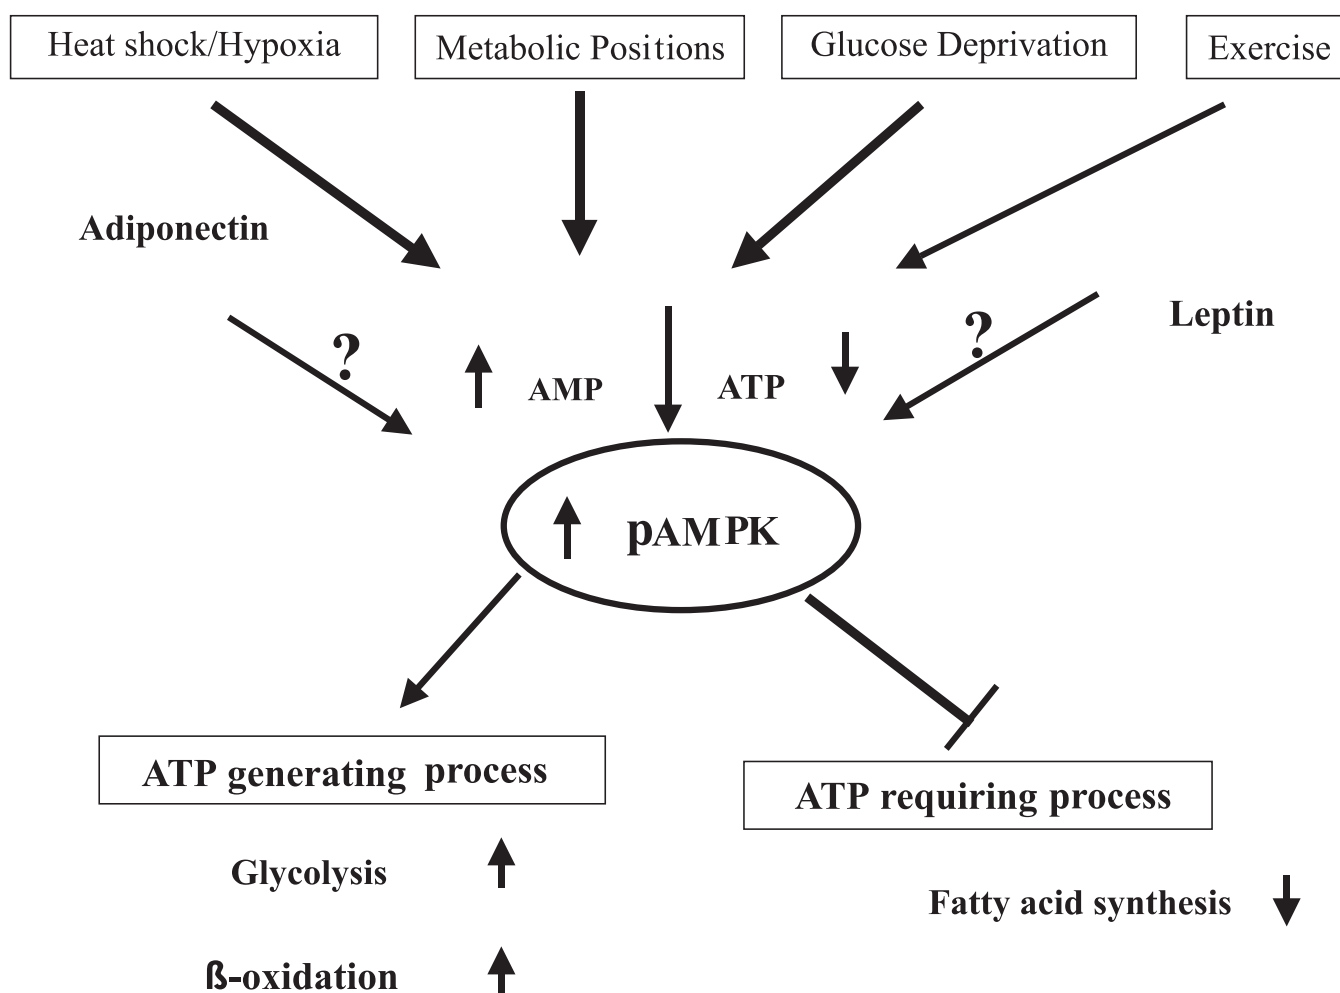 Heat shock/Hypoxia
Metabolic Positions
Glucose Deprivation
Exercise
Adiponectin
Leptin
?
?
AMP
ATP
pAMPK
ATP generating process
ATP requiring process
Glycolysis
Fatty acid synthesis
ß-oxidation